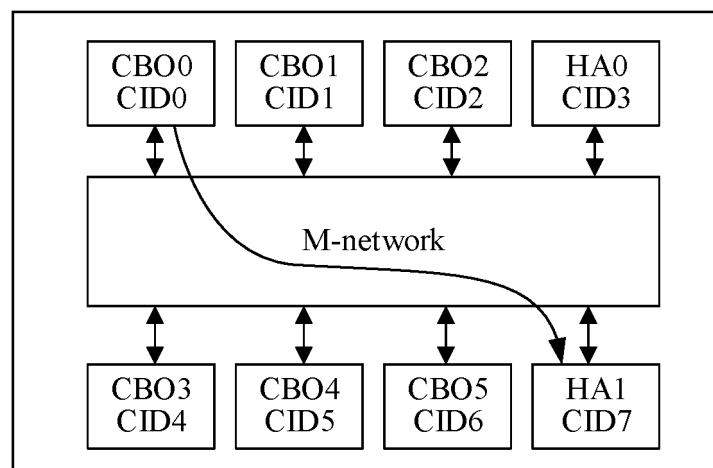 CBO0
CID0
CBO1
CID1
CBO2
CID2
HA0
CID3
M-network
CBO3
CID4
CBO4
CID5
CBO5
CID6
HA1
CID7